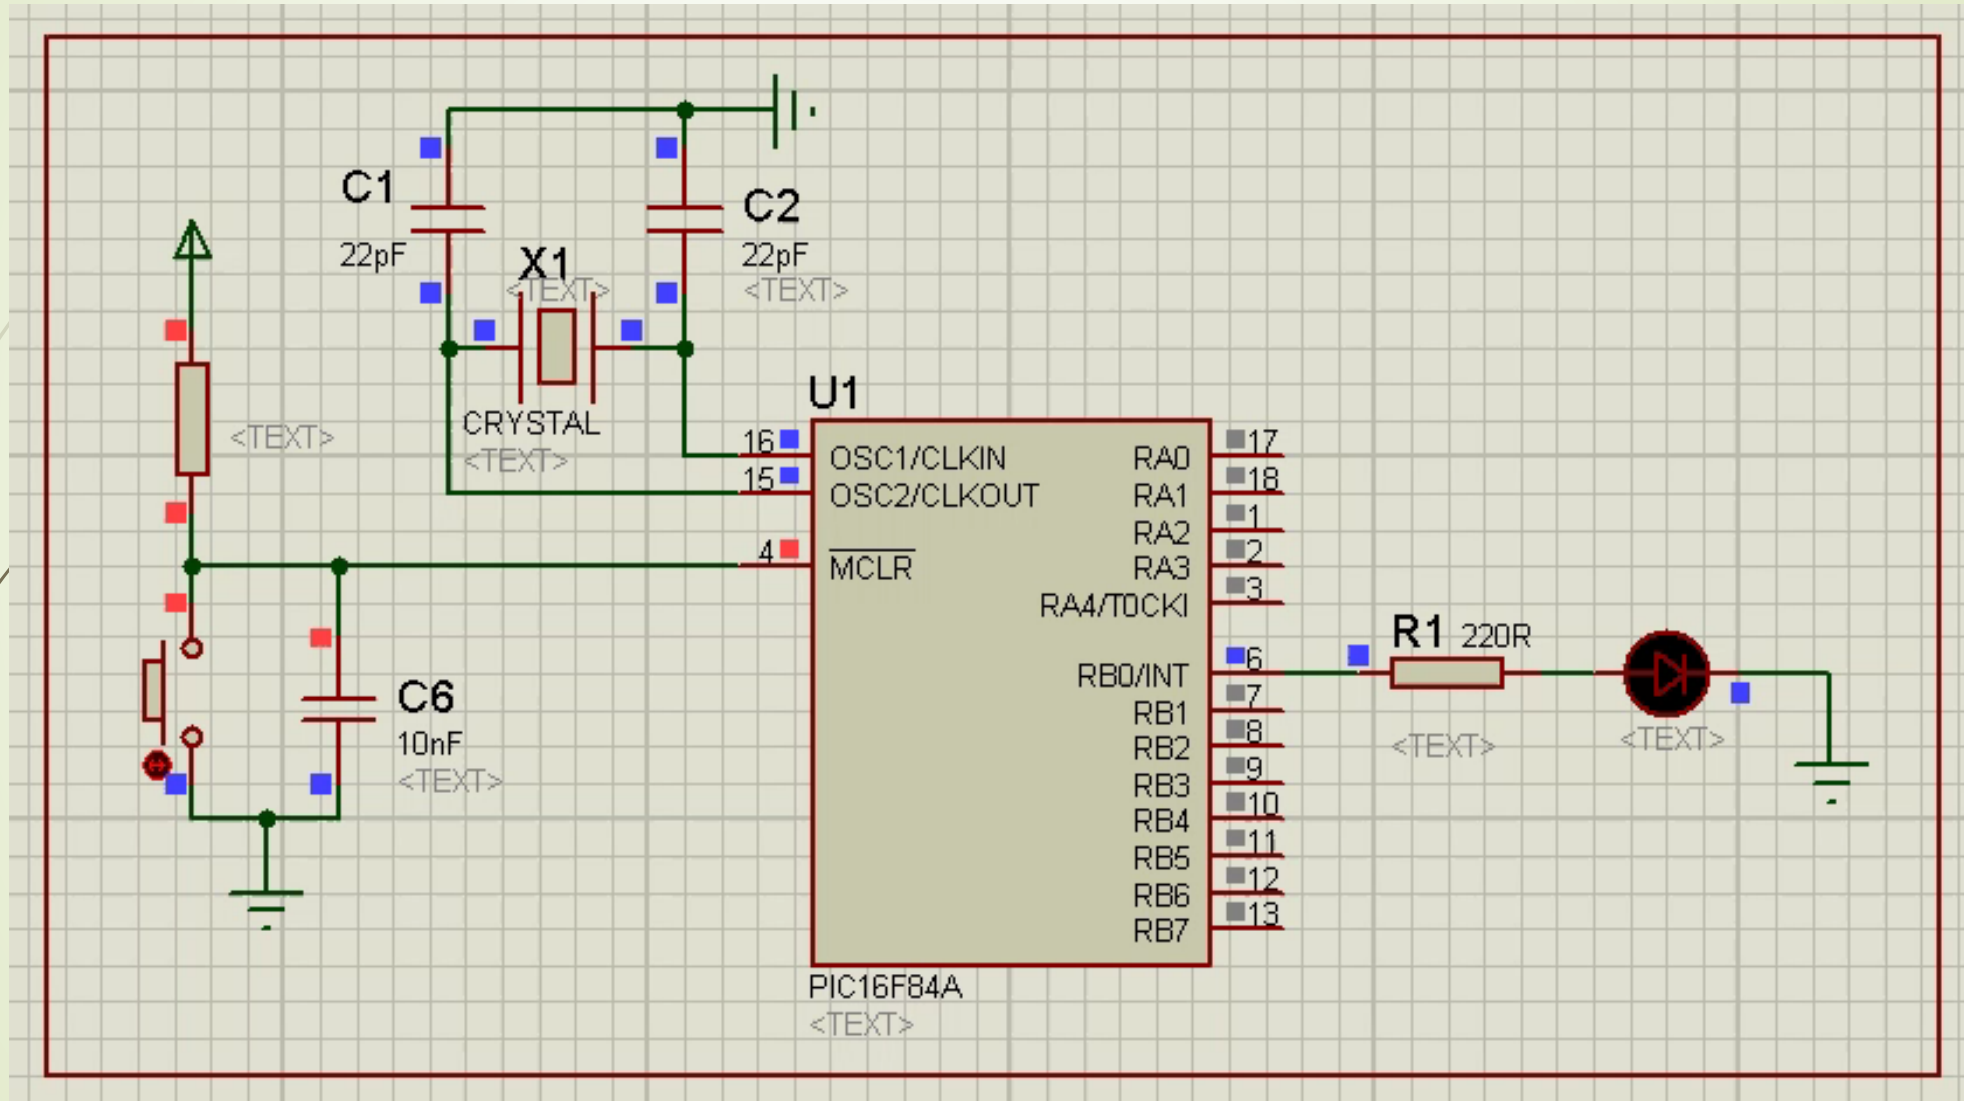 C1
22pF
C2
22pF
<TEXT>
X1
<TEXT>
CRYSTAL
<TEXT>
<TEXT>
C6
10nF
<TEXT>
U1
16
OSC1/CLKIN
15
OSC2/CLKOUT
4
MCLR
RA0
17
RA1
18
RA2
1
RA3
2
RA4/T0CKI
3
RB0/INT
6
RB1
7
RB2
8
RB3
9
RB4
10
RB5
11
RB6
12
RB7
13
PIC16F84A
<TEXT>
R1 220R
<TEXT>
<TEXT>